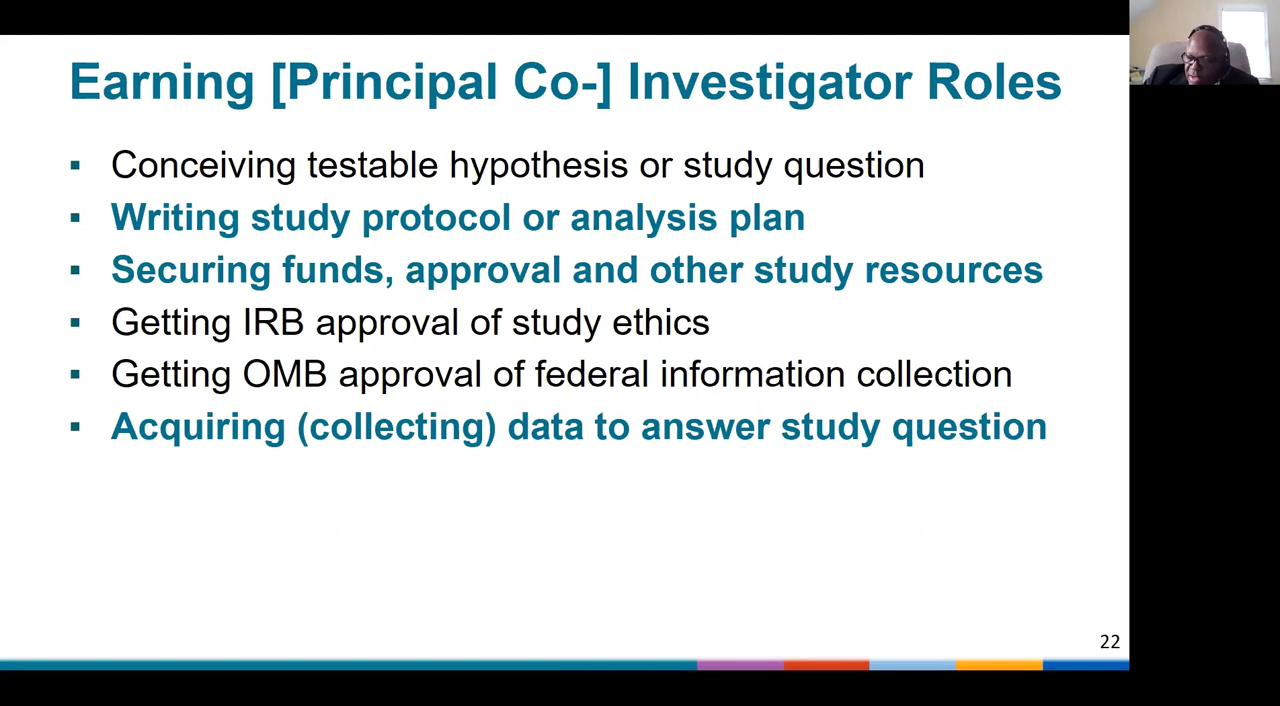 Earning [Principal Co-] Investigator Roles
▪ Conceiving testable hypothesis or study question
▪ Writing study protocol or analysis plan
▪ Securing funds, approval and other study resources
▪ Getting IRB approval of study ethics
▪ Getting OMB approval of federal information collection
▪ Acquiring (collecting) data to answer study question
22